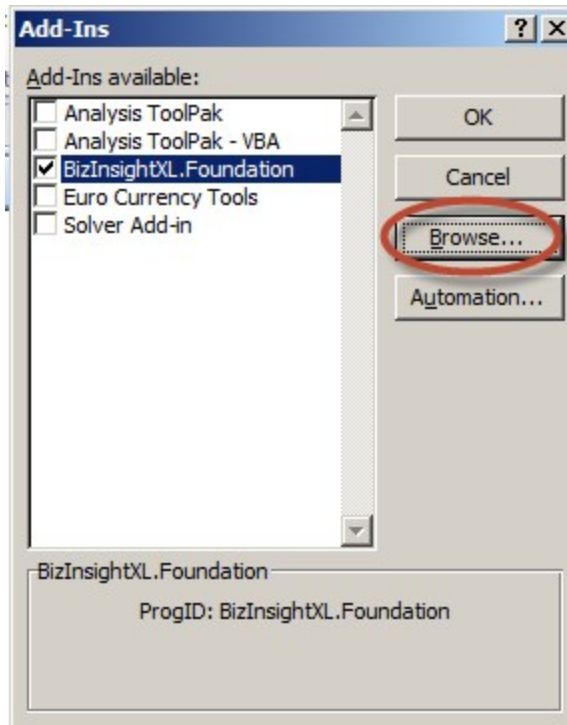 Add-Ins
Add-Ins available:
Analysis ToolPak
Analysis ToolPak - VBA
BizInsightXL.Foundation
Euro Currency Tools
Solver Add-in
OK
Cancel
Browse...
Automation...
BizInsightXL.Foundation
ProgID: BizInsightXL.Foundation